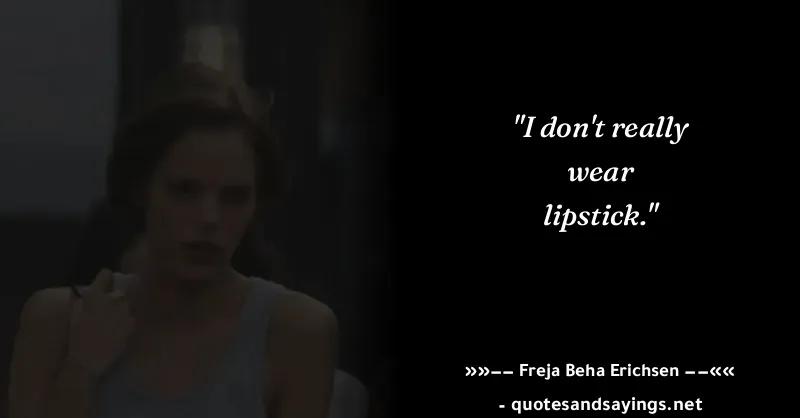 "I don't really
wear
lipstick."
»»−− Freja Beha Erichsen −−««
- quotesandsayings.net